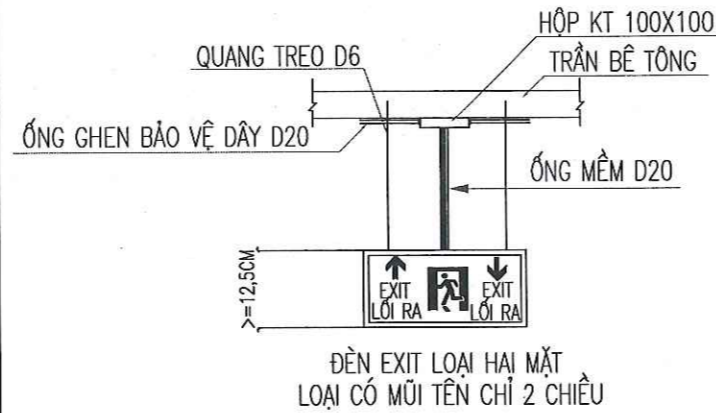 HỘP KT 100X100
QUANG TREO D6
TRẦN BÊ TÔNG
ỐNG GHEN BẢO VỆ DÂY D20
ỐNG MỀM D20
>=12,5CM
EXIT
LỐI RA
EXIT
LỐI RA
ĐÈN EXIT LOẠI HAI MẶT
LOẠI CÓ MŨI TÊN CHỈ 2 CHIỀU